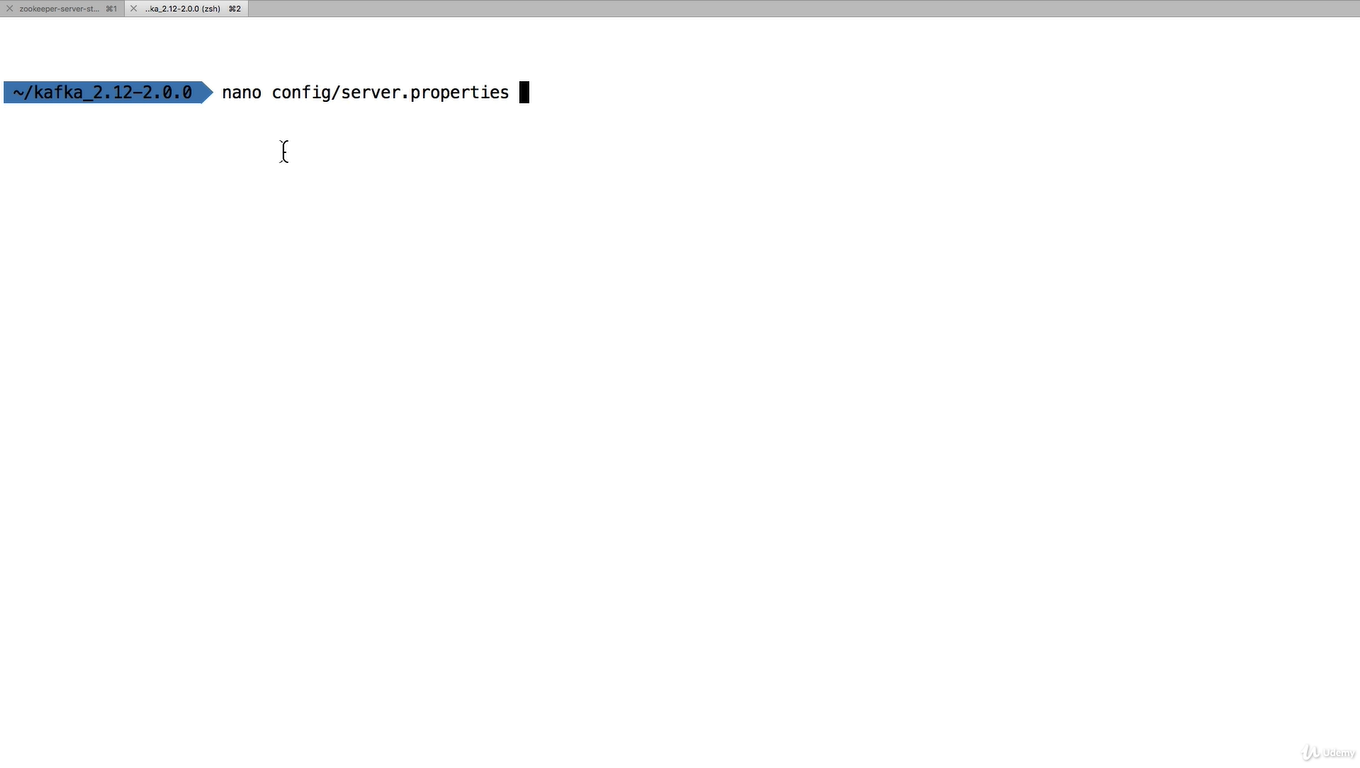 zookeeper-server-st... ⌘1
..ka_2.12-2.0.0 (zsh) ⌘2
~/kafka_2.12-2.0.0 nano config/server.properties
Udemy